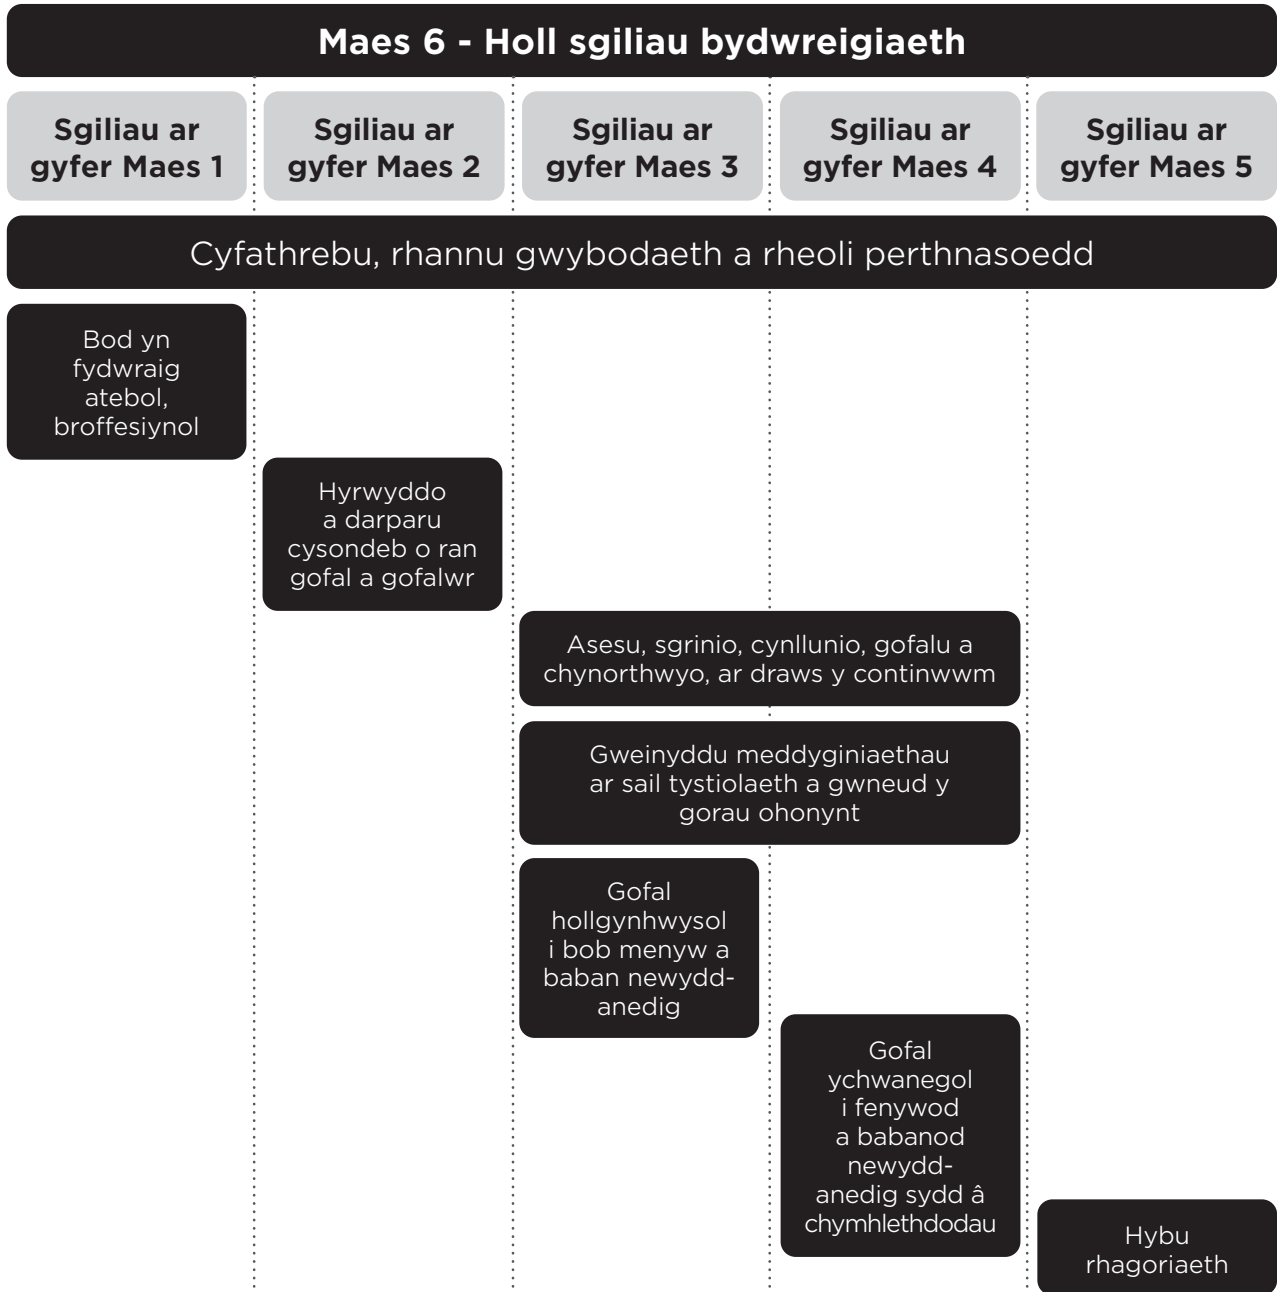 Maes 6 - Holl sgiliau bydwreigiaeth
Sgiliau ar
gyfer Maes 1
Sgiliau ar
gyfer Maes 2
Sgiliau ar
gyfer Maes 3
Sgiliau ar
gyfer Maes 4
Sgiliau ar
gyfer Maes 5
Cyfathrebu, rhannu gwybodaeth a rheoli perthnasoedd
Bod yn
fydwraig
atebol,
broffesiynol
Hyrwyddo
a darparu
cysondeb o ran
gofal a gofalwr
Asesu, sgrinio, cynllunio, gofalu a
chynorthwyo, ar draws y continwwm
Gweinyddu meddyginiaethau
ar sail tystiolaeth a gwneud y
gorau ohonynt
Gofal
hollgynhwysol
i bob menyw a
baban newydd-
anedig
Gofal
ychwanegol
i fenywod
a babanod
newydd-
anedig sydd â
chymhlethdodau
Hybu
rhagoriaeth